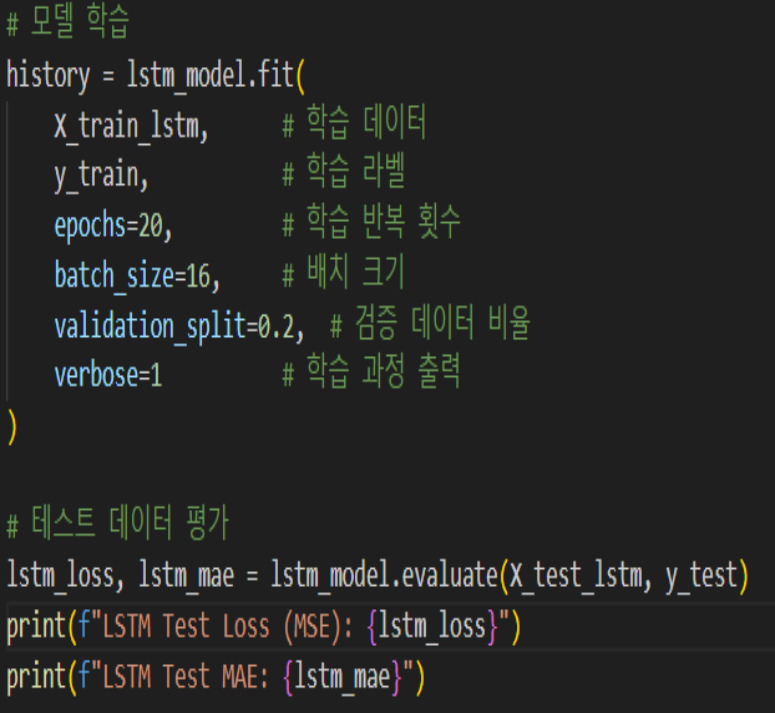 # 모델 학습
history = lstm_model.fit(
    X_train_lstm,      # 학습 데이터
    y_train,           # 학습 라벨
    epochs=20,         # 학습 반복 횟수
    batch_size=16,     # 배치 크기
    validation_split=0.2,  # 검증 데이터 비율
    verbose=1          # 학습 과정 출력
)
# 테스트 데이터 평가
lstm_loss, lstm_mae = lstm_model.evaluate(X_test_lstm, y_test)
print(f"LSTM Test Loss (MSE): {lstm_loss}")
print(f"LSTM Test MAE: {lstm_mae}")